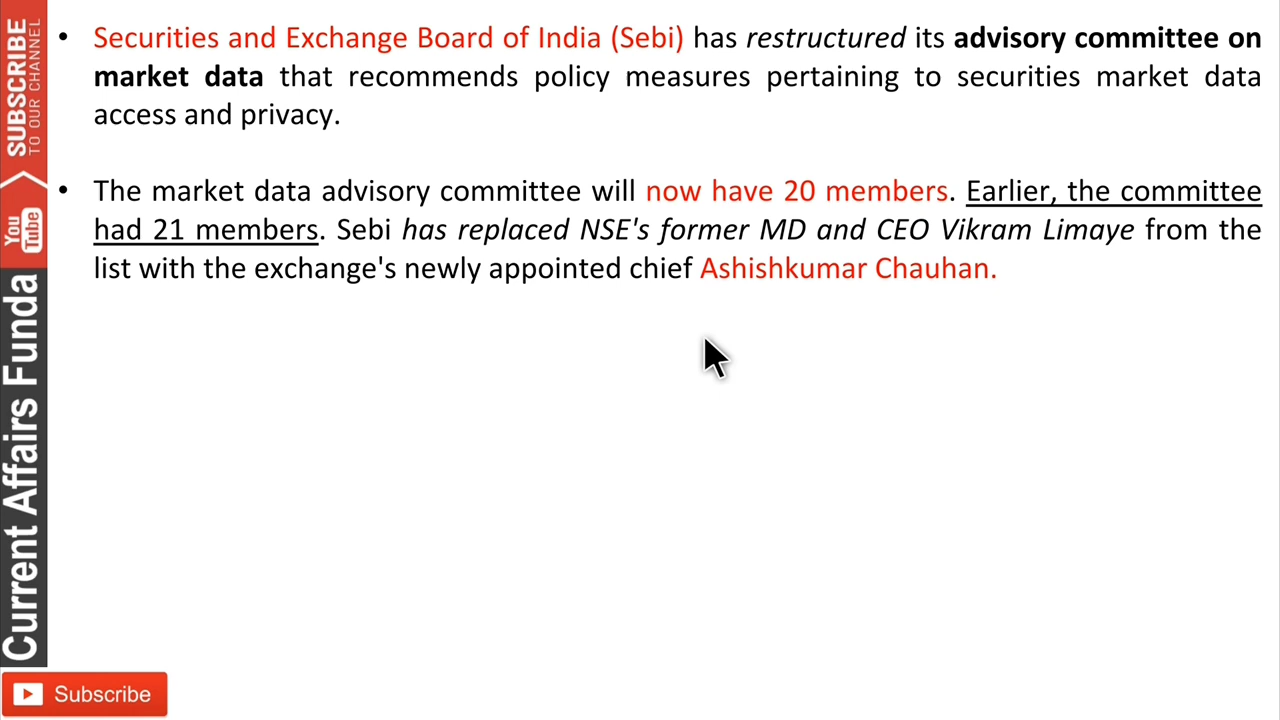 • Securities and Exchange Board of India (Sebi) has restructured its advisory committee on
market data that recommends policy measures pertaining to securities market data
access and privacy.
• The market data advisory committee will now have 20 members. Earlier, the committee
had 21 members. Sebi has replaced NSE's former MD and CEO Vikram Limaye from the
list with the exchange's newly appointed chief Ashishkumar Chauhan.
SUBSCRIBE
TO OUR CHANNEL
You
Tube
Current Affairs Funda
Subscribe